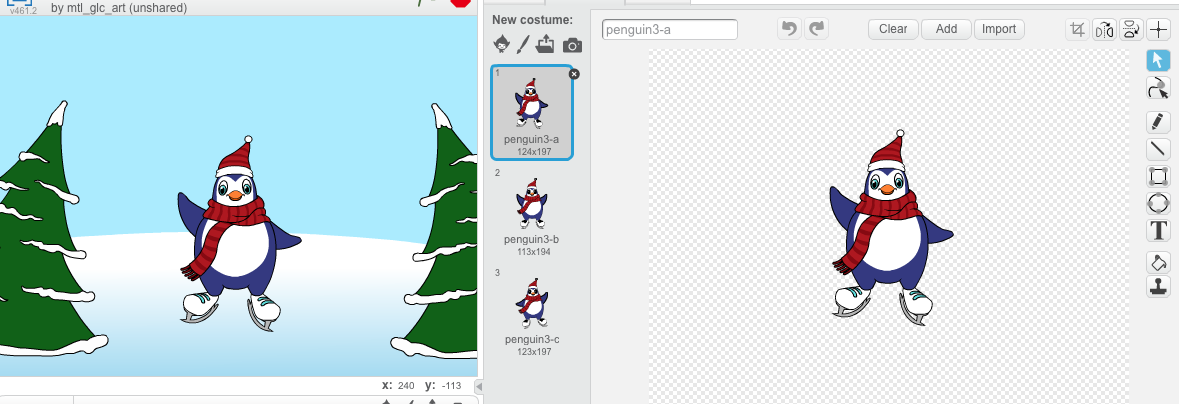 v461.2
by mtl_glc_art (unshared)
New costume:
penguin3-a
Clear
Add
Import
1
penguin3-a
124x197
2
penguin3-b
113x194
3
penguin3-c
123x197
T
x: 240 y: -113